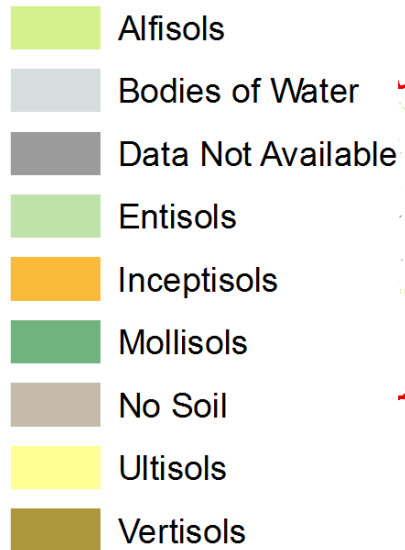 Alfisols
Bodies of Water
Data Not Available
Entisols
Inceptisols
Mollisols
No Soil
Ultisols
Vertisols